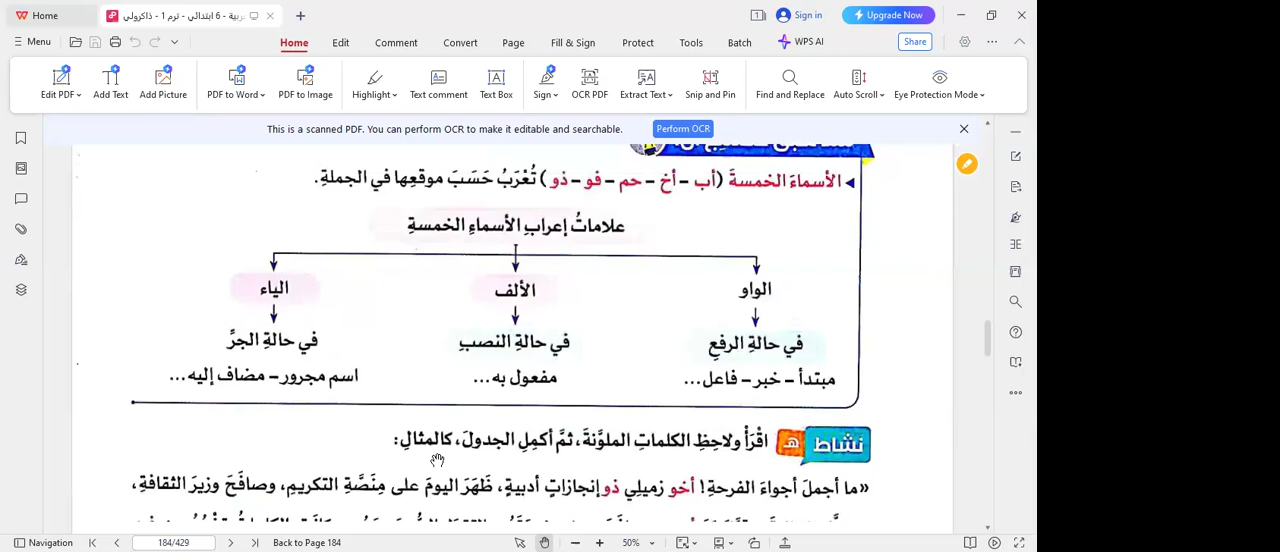 Home
ـربية - 6 ابتدائي - ترم 1 - ذاكرولي
Sign in
Upgrade Now
Menu
Home Edit Comment Convert Page Fill & Sign Protect Tools Batch WPS AI
Share
Edit PDF Add Text Add Picture PDF to Word PDF to Image Highlight Text comment Text Box Sign OCR PDF Extract Text Snip and Pin Find and Replace Auto Scroll Eye Protection Mode
This is a scanned PDF. You can perform OCR to make it editable and searchable. Perform OCR
الأسماءَ الخمسةَ (أب – أخ – حم – فو – ذو) تُعْرَبُ حَسَبَ موقعِها في الجملةِ.
علاماتُ إعرابِ الأسماءِ الخمسةِ
الواو الألف الياء
في حالةِ الرفعِ في حالةِ النصبِ في حالةِ الجرِّ
مبتدأ – خبر – فاعل... مفعول به... اسم مجرور – مضاف إليه...
نشاط هـ اقْرَأْ ولاحِظِ الكلماتِ الملوَّنةَ، ثمَّ أكمِلِ الجدولَ، كالمثالِ:
«ما أجملَ أجواءَ الفرحةِ! أخو زميلِي ذو إنجازاتٍ أدبيةٍ، ظَهَرَ اليومَ على مِنَصَّةِ التكريمِ، وصافَحَ وزيرَ الثقافةِ،
Navigation 184/429 Back to Page 184 50%